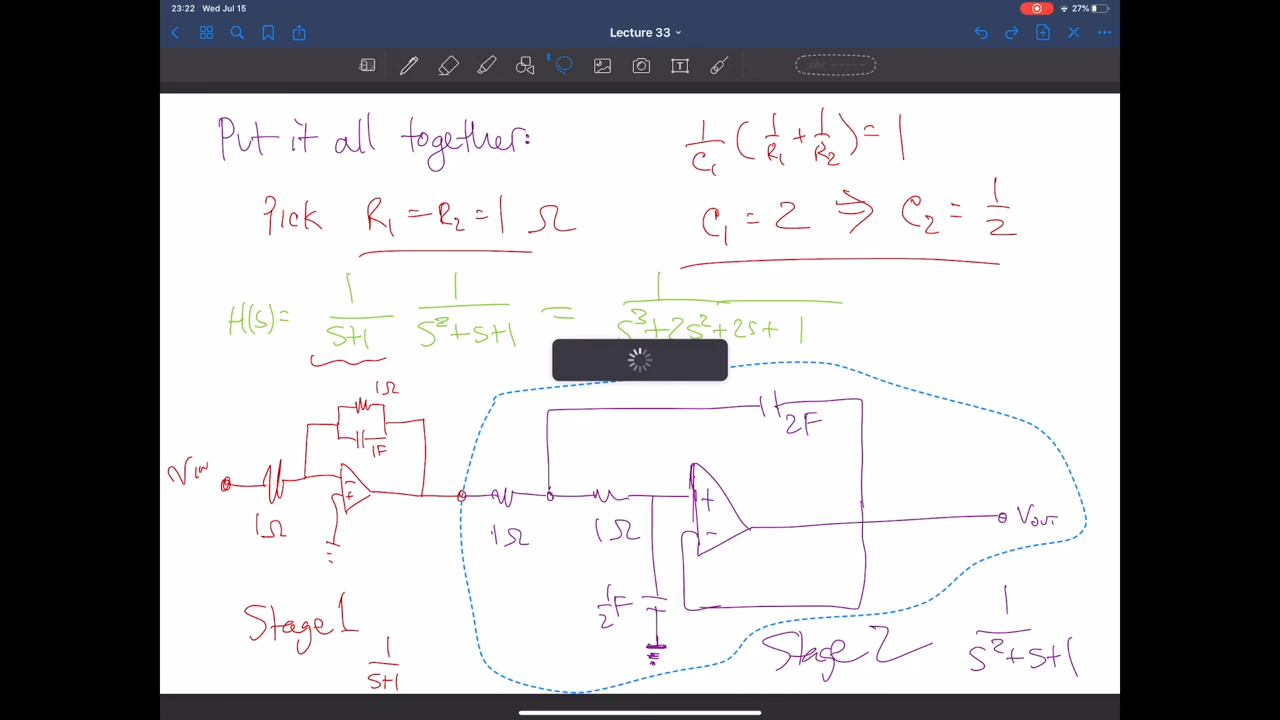 23:22 Wed Jul 15
27%
Lecture 33
abc
Put it all together:
1/C₁ (1/R₁ + 1/R₂) = 1
Pick R₁ = R₂ = 1 Ω
C₁ = 2 ⇒ C₂ = 1/2
H(s) = 1/(s+1) 1/(s²+s+1) = 1/(s³+2s²+2s+1)
1Ω
1F
2F
Vin
-
+
1Ω
+
-
1Ω
1Ω
VOUT
1/2 F
Stage 1
1/(s+1)
Stage 2
1/(s²+s+1)